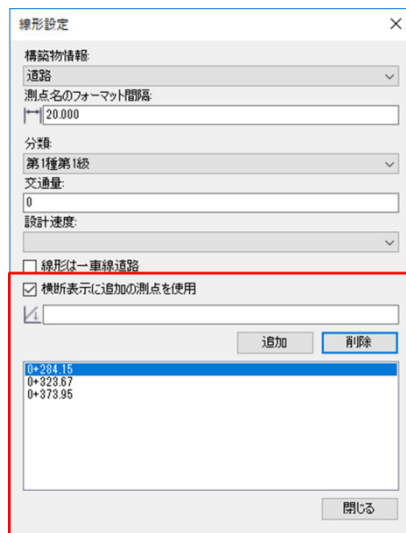 線形設定
構築物情報:
道路
測点名のフォーマット間隔:
20.000
分類:
第1種第1級
交通量:
0
設計速度:
線形は一車線道路
横断表示に追加の測点を使用
追加 削除
0+284.15
0+323.67
0+373.95
閉じる